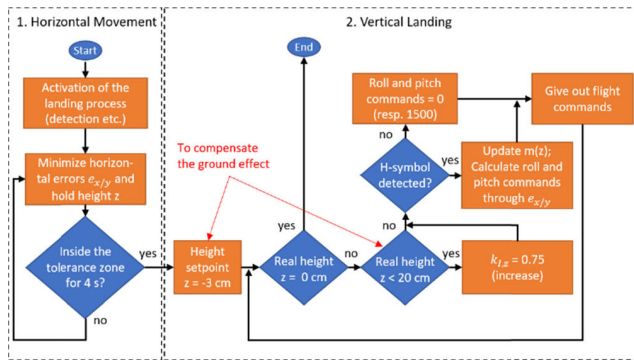 1. Horizontal Movement
2. Vertical Landing
Start
Activation of the
landing process
(detection etc.)
Minimize horizon-
tal errors e_x/y and
hold height z
Inside the
tolerance zone
for 4 s?
yes
no
To compensate
the ground effect
Height
setpoint
z = -3 cm
End
yes
Real height
z = 0 cm
no
Real height
z < 20 cm
yes
k_I,z = 0.75
(increase)
no
H-symbol
detected?
no
yes
Roll and pitch
commands = 0
(resp. 1500)
Update m(z);
Calculate roll and
pitch commands
through e_x/y
Give out flight
commands